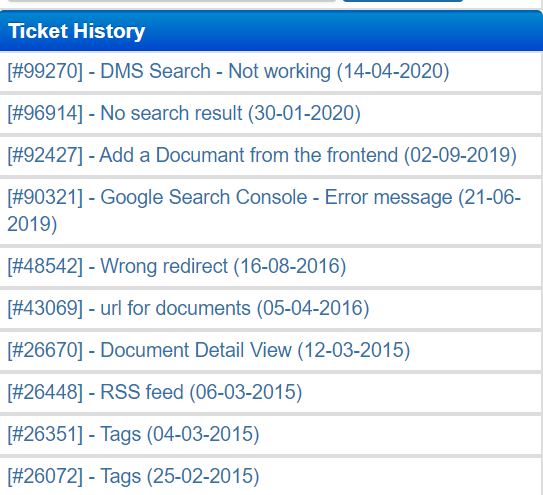 Ticket History
[#99270] - DMS Search - Not working (14-04-2020)
[#96914] - No search result (30-01-2020)
[#92427] - Add a Documant from the frontend (02-09-2019)
[#90321] - Google Search Console - Error message (21-06-
2019)
[#48542] - Wrong redirect (16-08-2016)
[#43069] - url for documents (05-04-2016)
[#26670] - Document Detail View (12-03-2015)
[#26448] - RSS feed (06-03-2015)
[#26351] - Tags (04-03-2015)
[#26072] - Tags (25-02-2015)